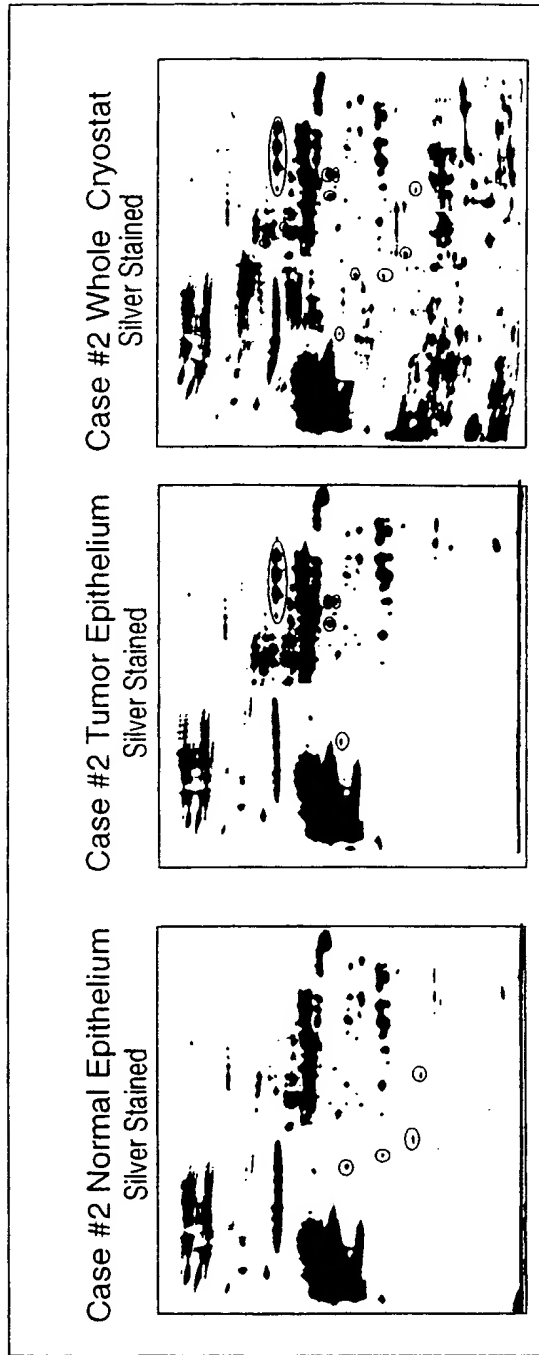 Case #2 Normal Epithelium
Silver Stained
Case #2 Tumor Epithelium
Silver Stained
Case #2 Whole Cryostat
Silver Stained